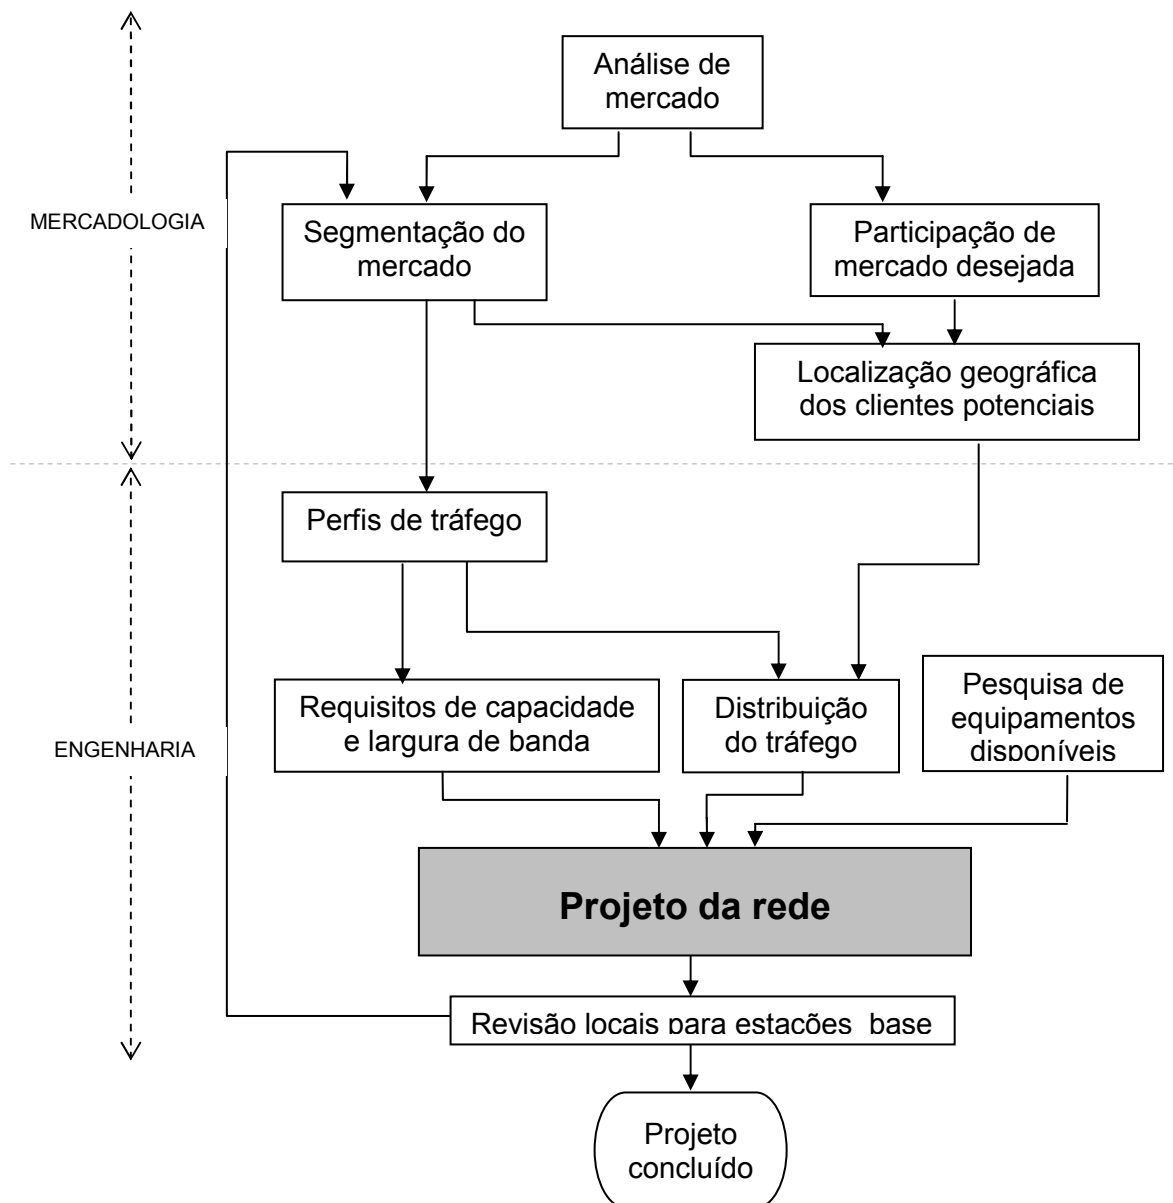 Análise de
mercado
MERCADOLOGIA
Segmentação do
mercado
Participação de
mercado desejada
Localização geográfica
dos clientes potenciais
Perfis de tráfego
ENGENHARIA
Requisitos de capacidade
e largura de banda
Distribuição
do tráfego
Pesquisa de
equipamentos
disponíveis
Projeto da rede
Revisão locais para estações base
Projeto
concluído